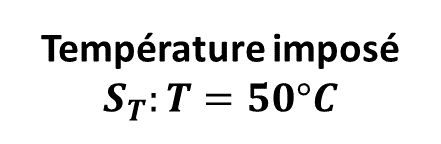 Température imposé
S_T: T = 50°C